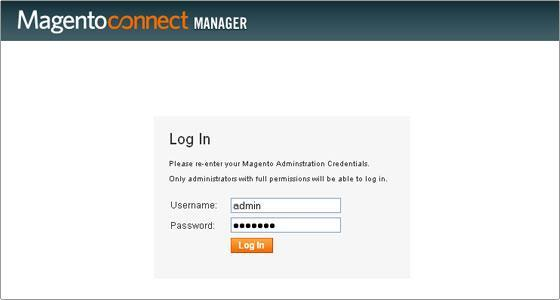 Magentoconnect MANAGER
Log In
Please re-enter your Magento Adminstration Credentials.
Only administrators with full permissions will be able to log in.
Username: admin
Password: •••••••
Log In